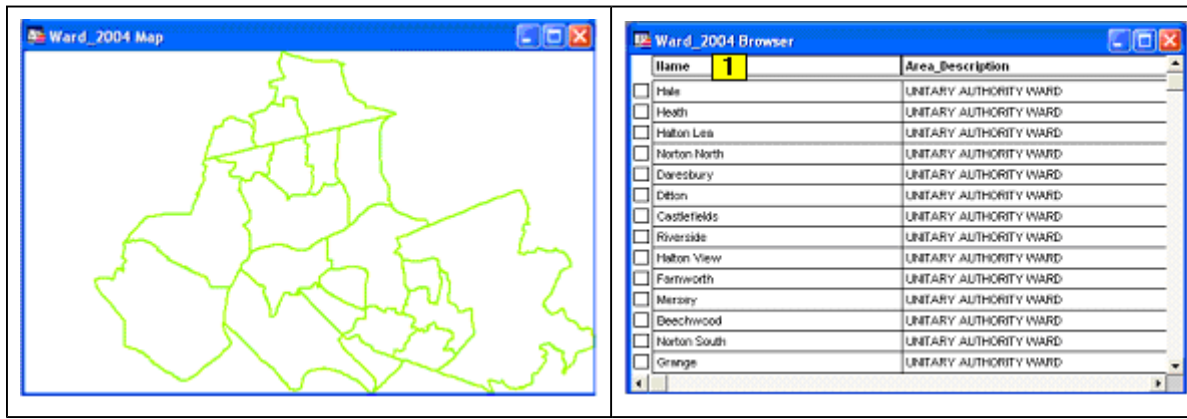 Ward_2004 Map
Ward_2004 Browser
Name 1 Area_Description
Hale UNITARY AUTHORITY WARD
Heath UNITARY AUTHORITY WARD
Halton Lea UNITARY AUTHORITY WARD
Norton North UNITARY AUTHORITY WARD
Daresbury UNITARY AUTHORITY WARD
Ditton UNITARY AUTHORITY WARD
Castlefields UNITARY AUTHORITY WARD
Riverside UNITARY AUTHORITY WARD
Halton View UNITARY AUTHORITY WARD
Farnworth UNITARY AUTHORITY WARD
Mersey UNITARY AUTHORITY WARD
Beechwood UNITARY AUTHORITY WARD
Norton South UNITARY AUTHORITY WARD
Grange UNITARY AUTHORITY WARD